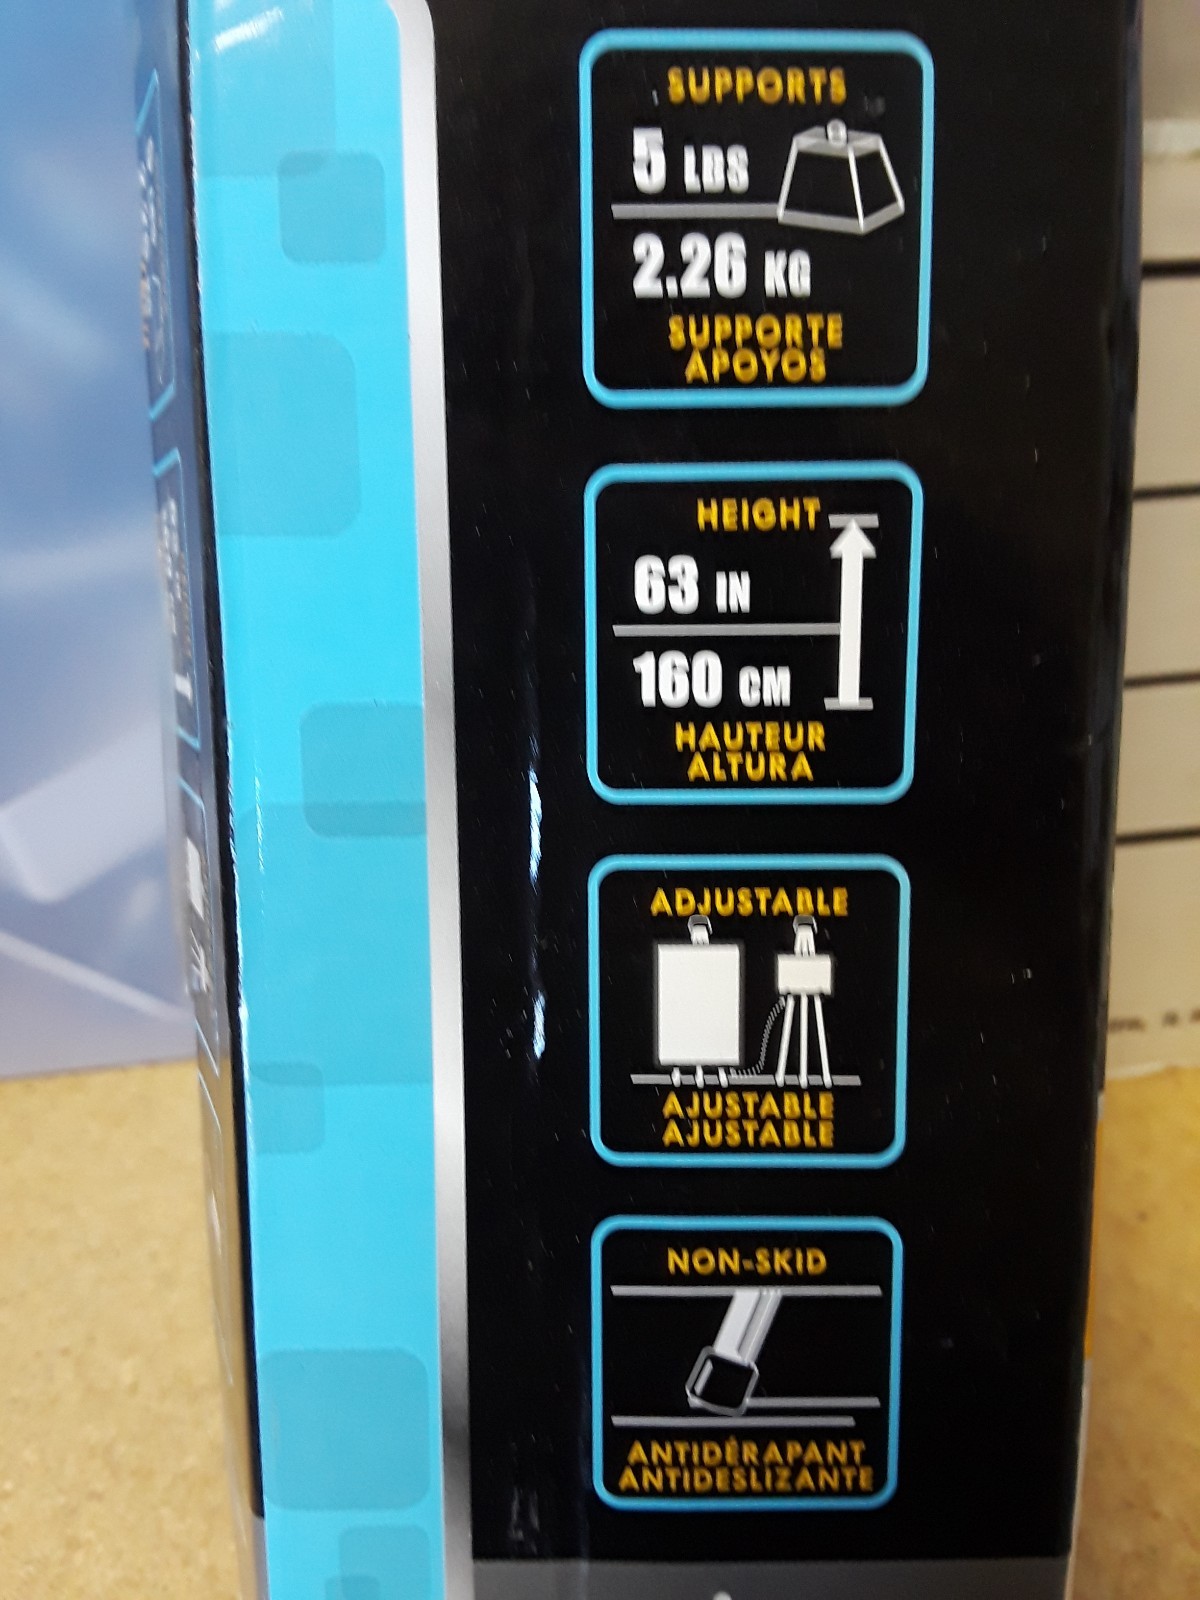 SUPPORTS
5 LBS
2.26 KG
SUPPORTE
APOYOS
HEIGHT
63 IN
160 CM
HAUTEUR
ALTURA
ADJUSTABLE
AJUSTABLE
AJUSTABLE
NON-SKID
ANTIDÉRAPANT
ANTIDESLIZANTE